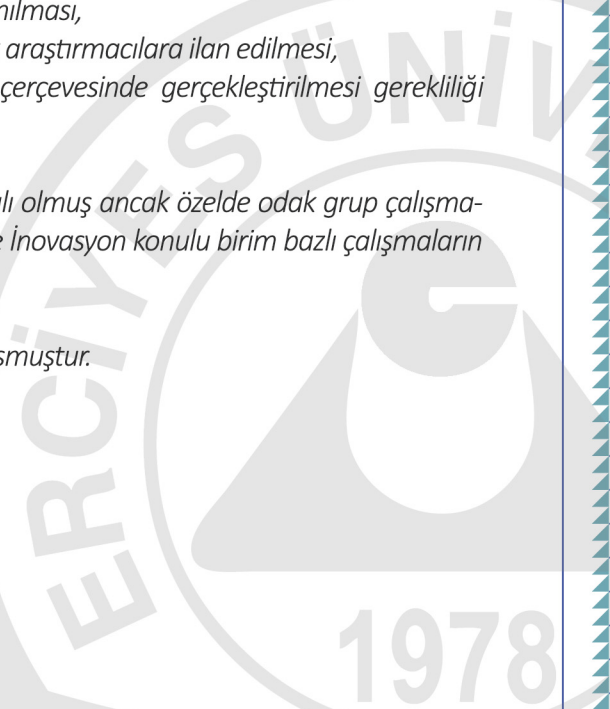 nılması,
araştırmacılara ilan edilmesi,
çerçevesinde gerçekleştirilmesi gerekliliği
lı olmuş ancak özelde odak grup çalışma-
e İnovasyon konulu birim bazlı çalışmaların
smuştur.
ERCİYES ÜNİV
1978